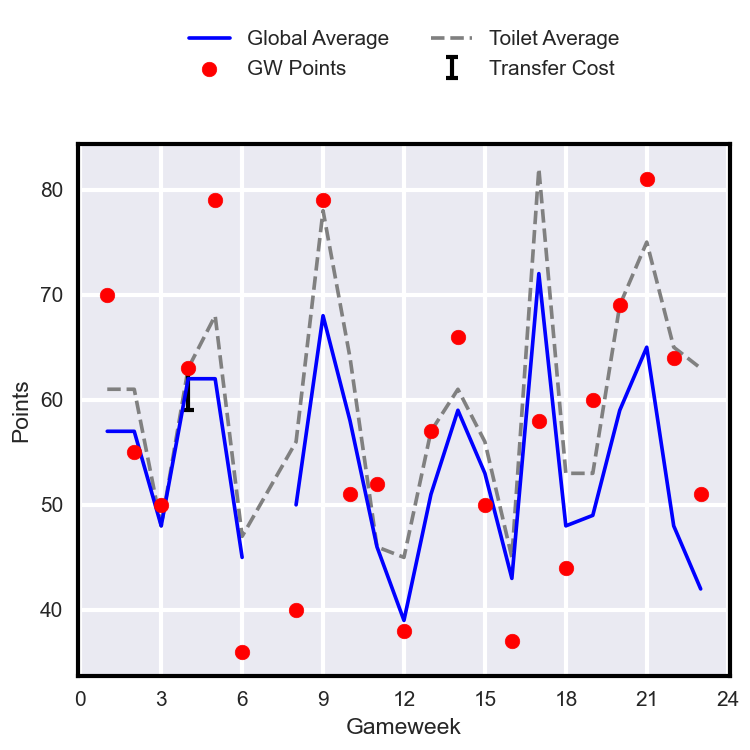 Global Average Toilet Average
GW Points Transfer Cost
80
70
60
50
40
Points
0 3 6 9 12 15 18 21 24
Gameweek